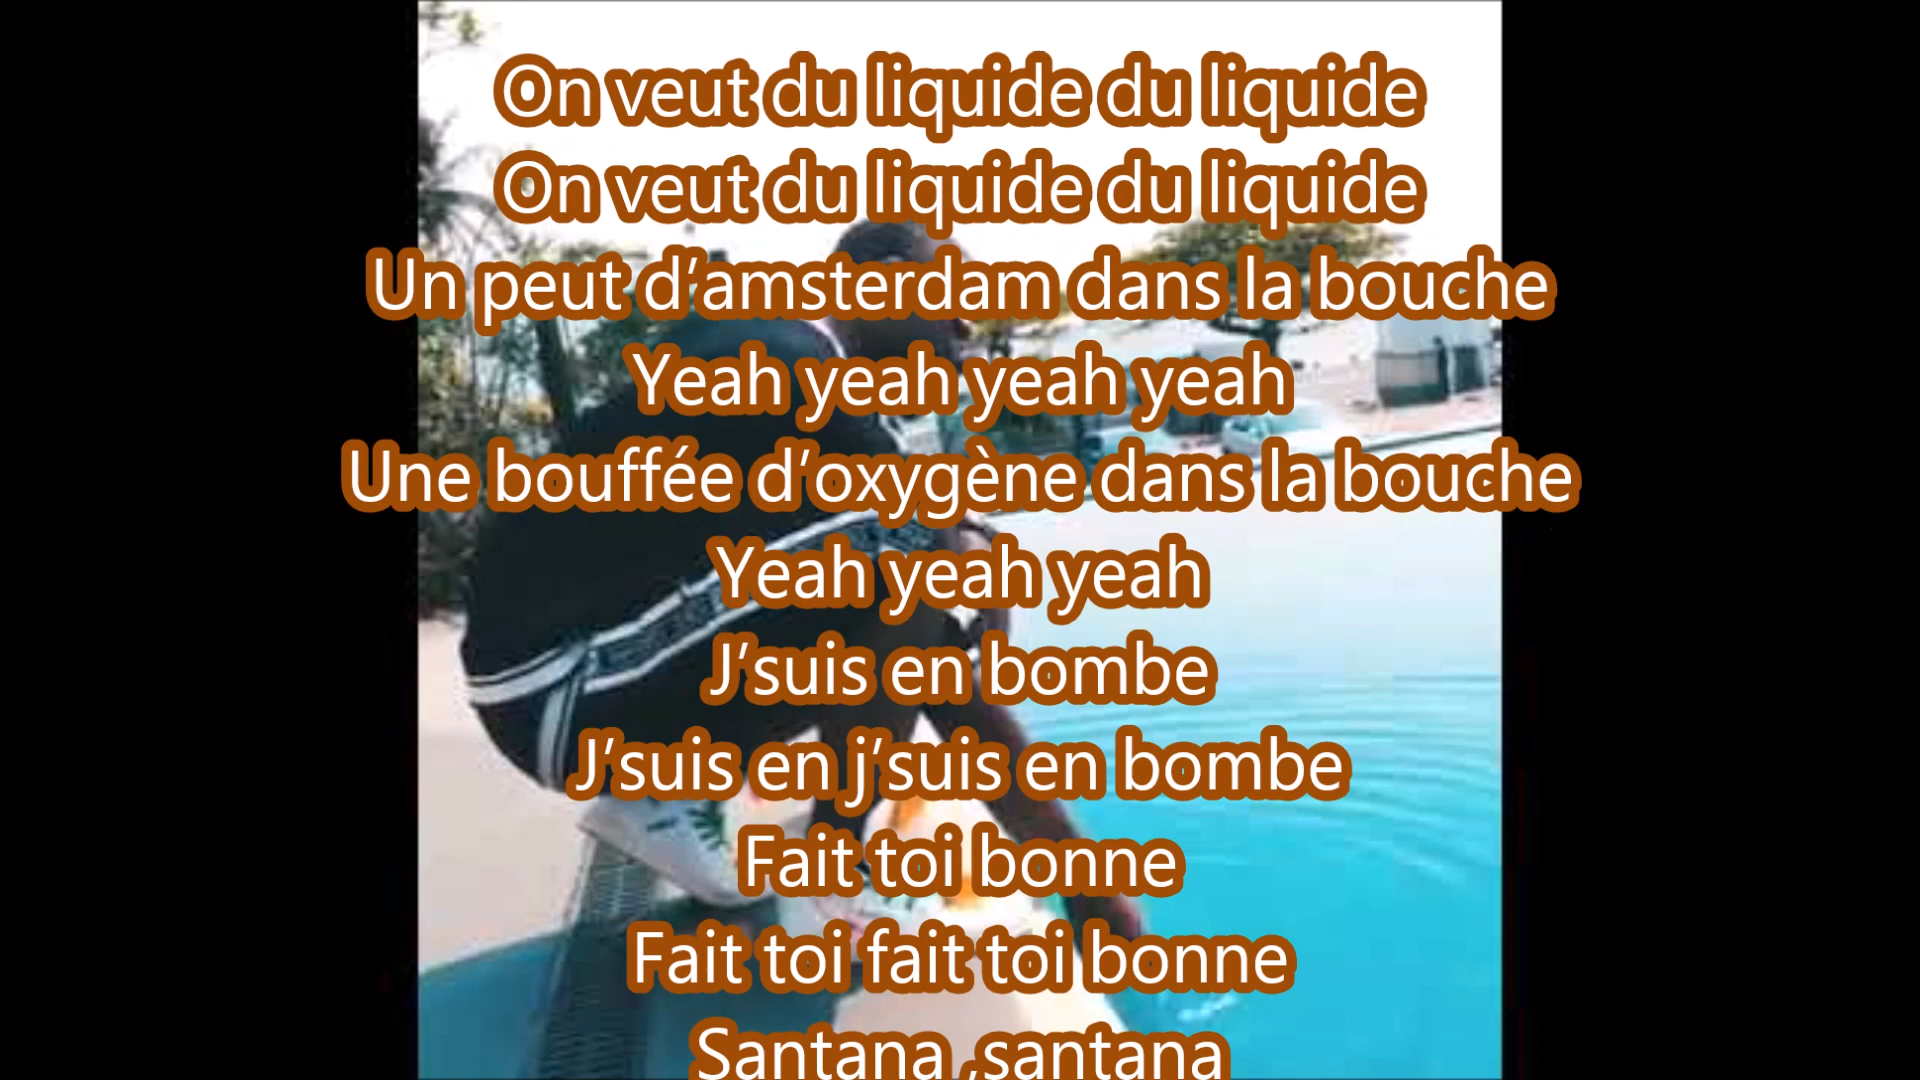 On veut du liquide du liquide
On veut du liquide du liquide
Un peut d’amsterdam dans la bouche
Yeah yeah yeah yeah
Une bouffée d’oxygène dans la bouche
Yeah yeah yeah
J’suis en bombe
J’suis en j’suis en bombe
Fait toi bonne
Fait toi fait toi bonne
Santana ,santana